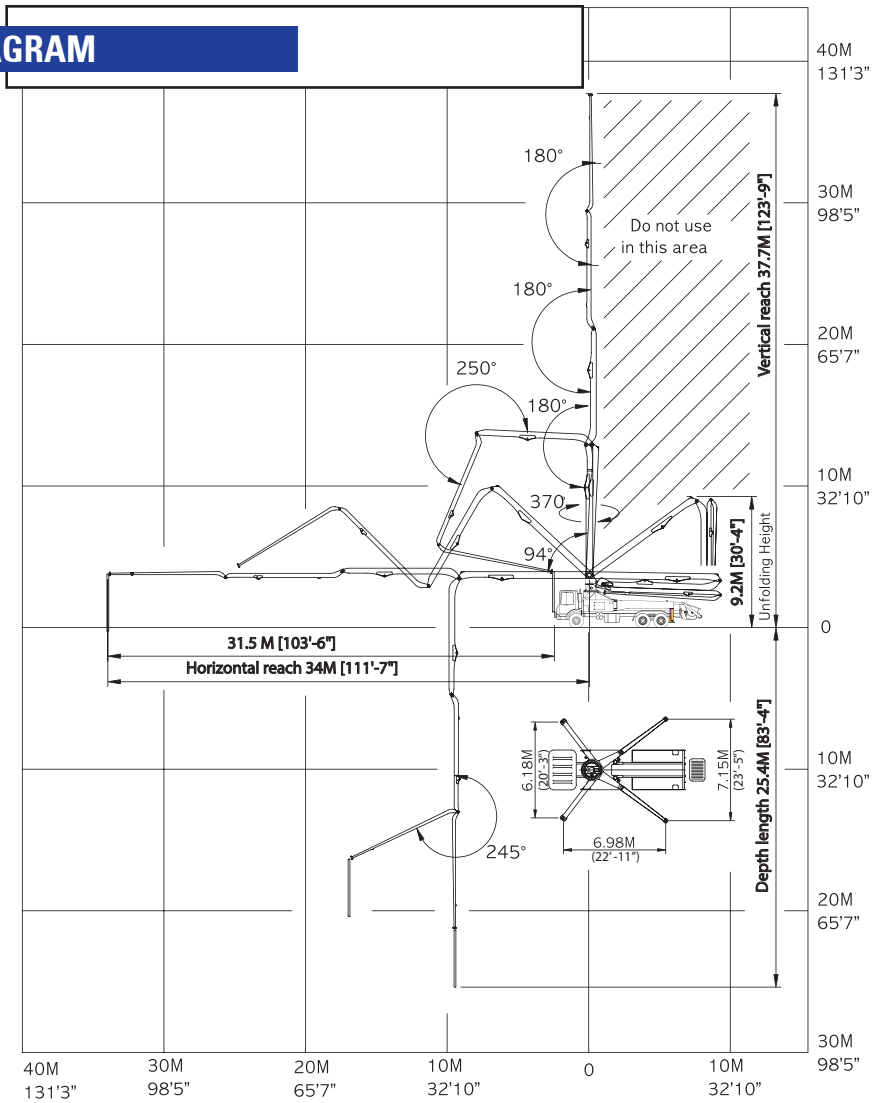 AGRAM
40M
131'3"
180°
30M
98'5"
Do not use
in this area
Vertical reach 37.7M [123'-9"]
180°
20M
65'7"
250°
180°
10M
32'10"
370°
94°
9.2M [30'-4"]
Unfolding Height
0
31.5 M [103'-6"]
Horizontal reach 34M [111'-7"]
6.18M
(20'-3")
7.15M
(23'-5")
10M
32'10"
Depth length 25.4M [83'-4"]
6.98M
(22'-11")
245°
20M
65'7"
30M
98'5"
40M
131'3"
30M
98'5"
20M
65'7"
10M
32'10"
0
10M
32'10"